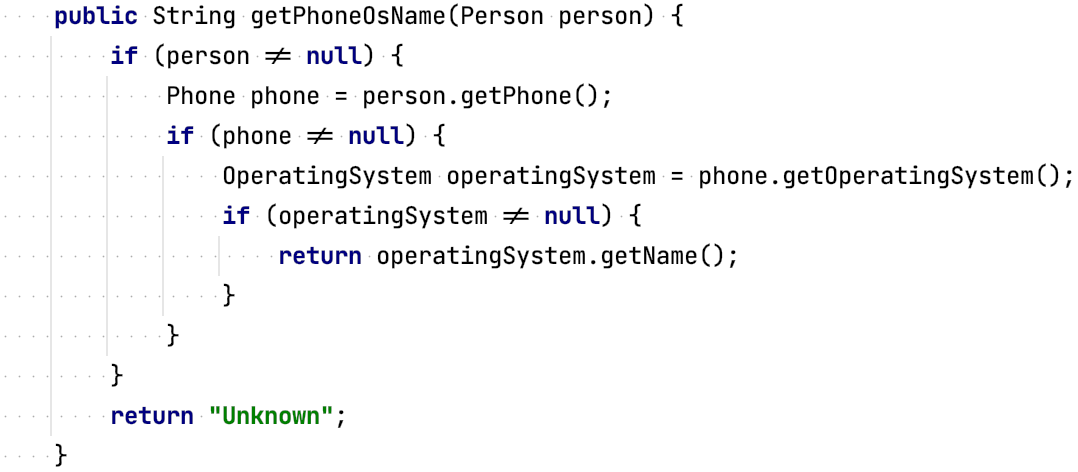 public String getPhoneOsName(Person person) {
if (person != null) {
Phone phone = person.getPhone();
if (phone != null) {
OperatingSystem operatingSystem = phone.getOperatingSystem();
if (operatingSystem != null) {
return operatingSystem.getName();
}
}
}
return "Unknown";
}